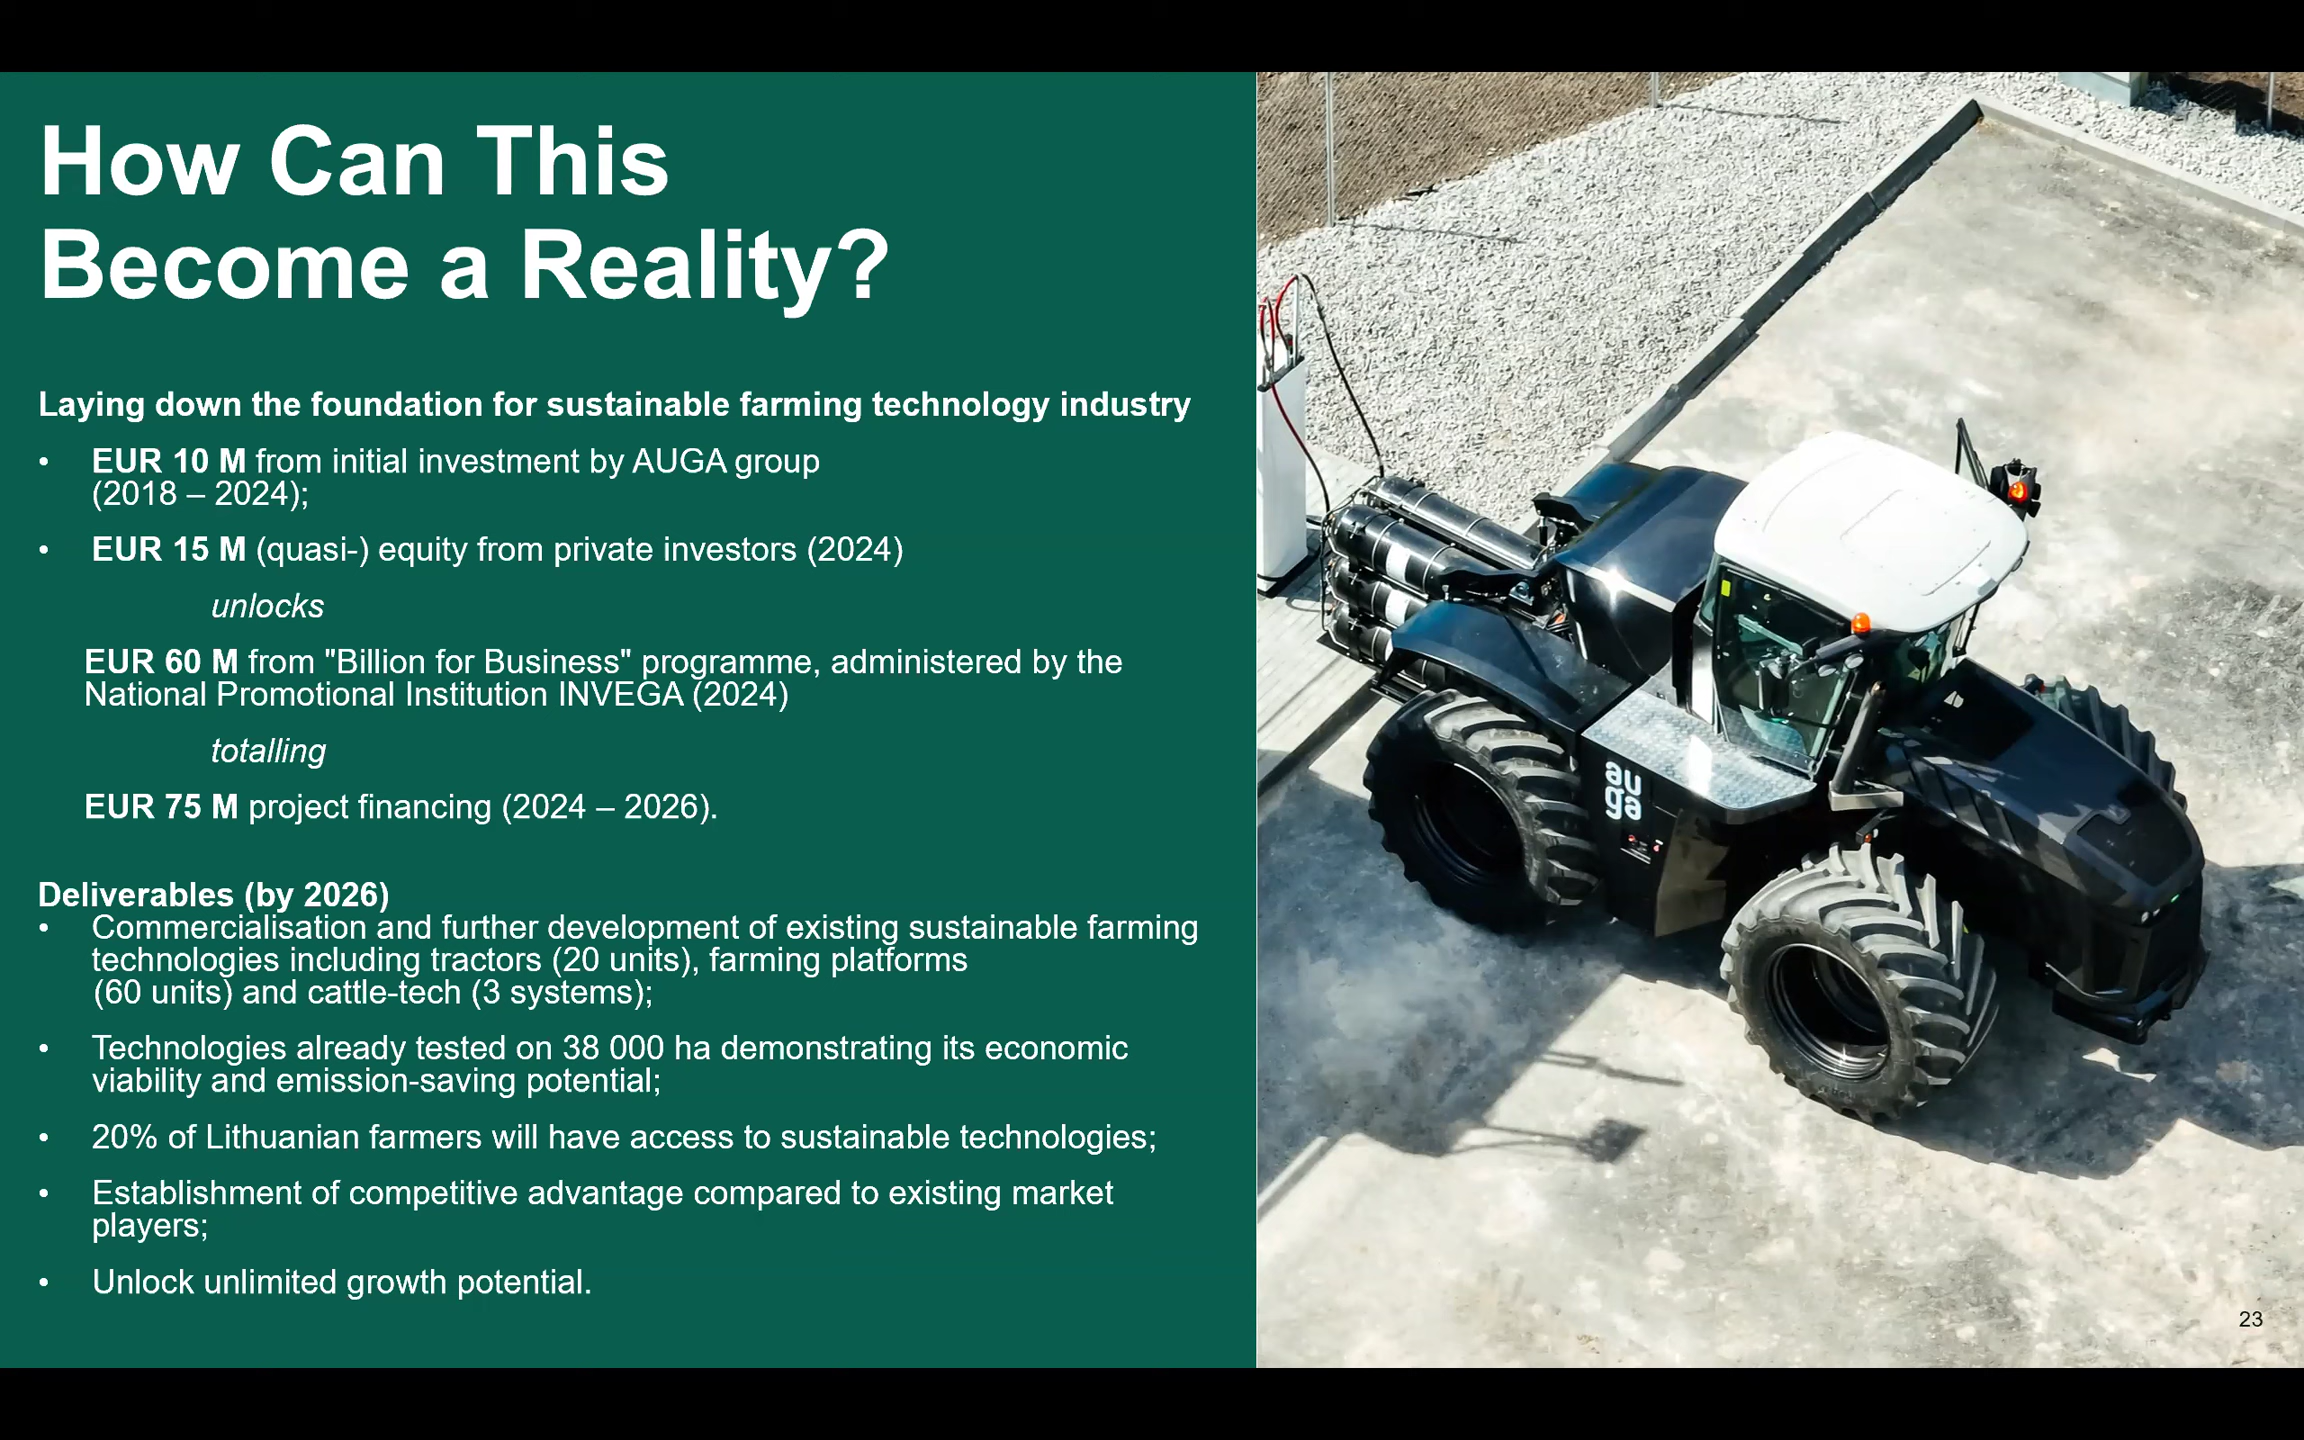 How Can This
Become a Reality?
Laying down the foundation for sustainable farming technology industry
• EUR 10 M from initial investment by AUGA group
(2018 – 2024);
• EUR 15 M (quasi-) equity from private investors (2024)
unlocks
EUR 60 M from "Billion for Business" programme, administered by the
National Promotional Institution INVEGA (2024)
totalling
EUR 75 M project financing (2024 – 2026).
Deliverables (by 2026)
• Commercialisation and further development of existing sustainable farming
technologies including tractors (20 units), farming platforms
(60 units) and cattle-tech (3 systems);
• Technologies already tested on 38 000 ha demonstrating its economic
viability and emission-saving potential;
• 20% of Lithuanian farmers will have access to sustainable technologies;
• Establishment of competitive advantage compared to existing market
players;
• Unlock unlimited growth potential.
au
ga
23